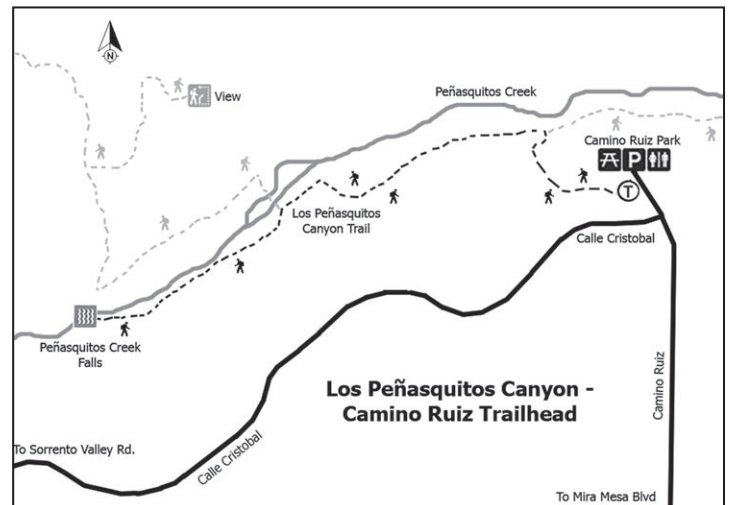 N
View
Peñasquitos Creek
Camino Ruiz Park
P
T
Los Peñasquitos
Canyon Trail
Calle Cristobal
Peñasquitos Creek
Falls
Los Peñasquitos Canyon -
Camino Ruiz Trailhead
Camino Ruiz
To Sorrento Valley Rd.
Calle Cristobal
To Mira Mesa Blvd